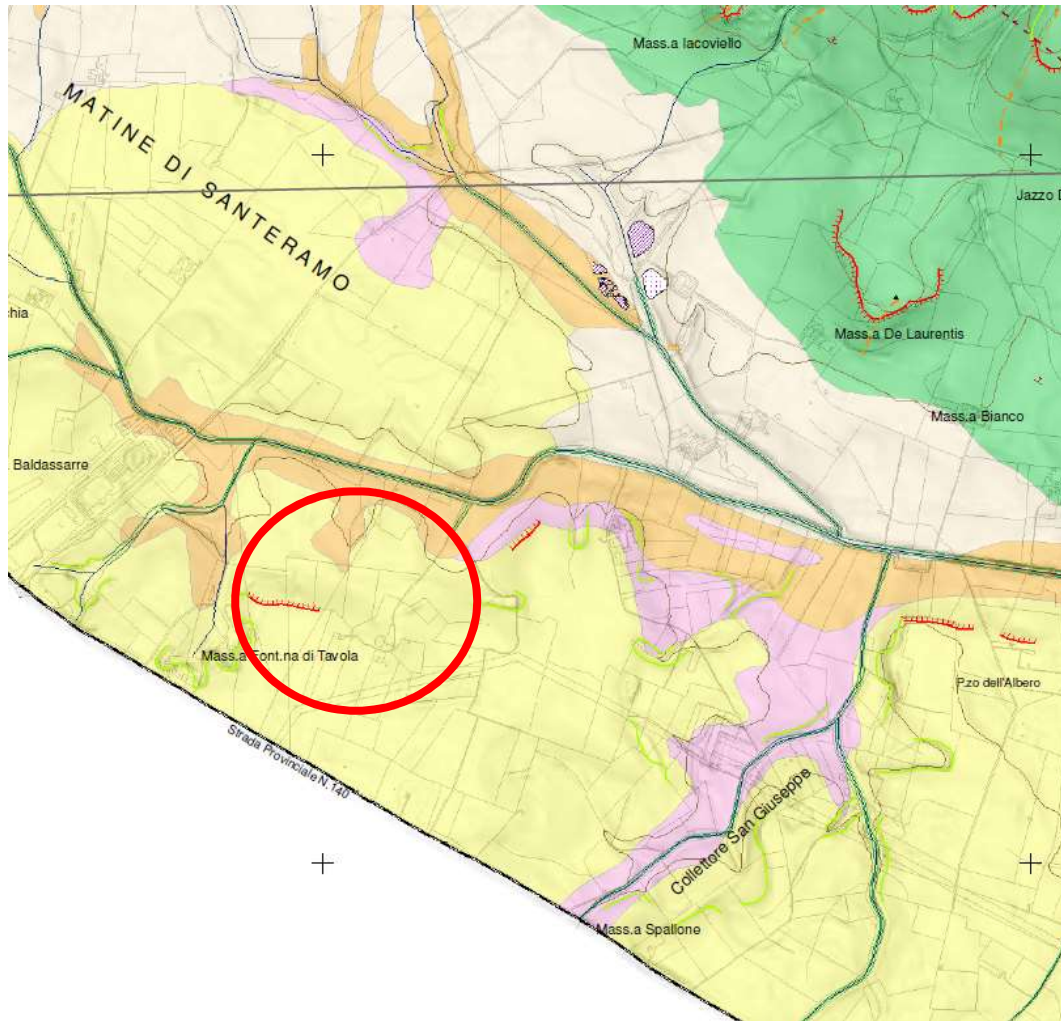 Mass.a Iacoviello
MATINE DI SANTERAMO
Jazzo D
Mass.a De Laurentis
chia
Mass.a Bianco
Baldassarre
Mass.a Font.na di Tavola
P.zo dell'Albero
Strada Provinciale N.140
Collettore San Giuseppe
Mass.a Spallone